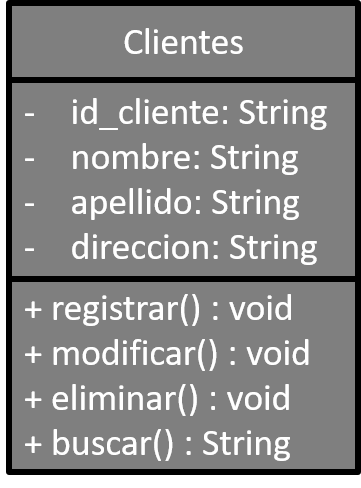 Clientes
- id_cliente: String
- nombre: String
- apellido: String
- direccion: String
+ registrar() : void
+ modificar() : void
+ eliminar() : void
+ buscar() : String